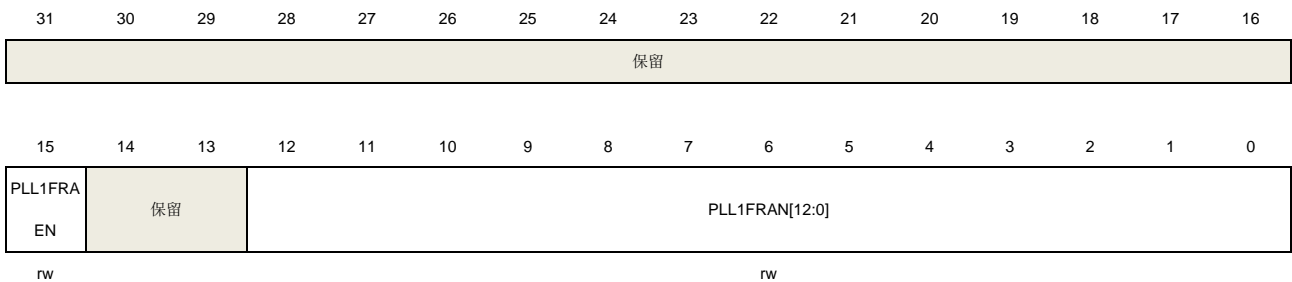 31 30 29 28 27 26 25 24 23 22 21 20 19 18 17 16
保留
15 14 13 12 11 10 9 8 7 6 5 4 3 2 1 0
PLL1FRA
EN
保留
PLL1FRAN[12:0]
rw rw